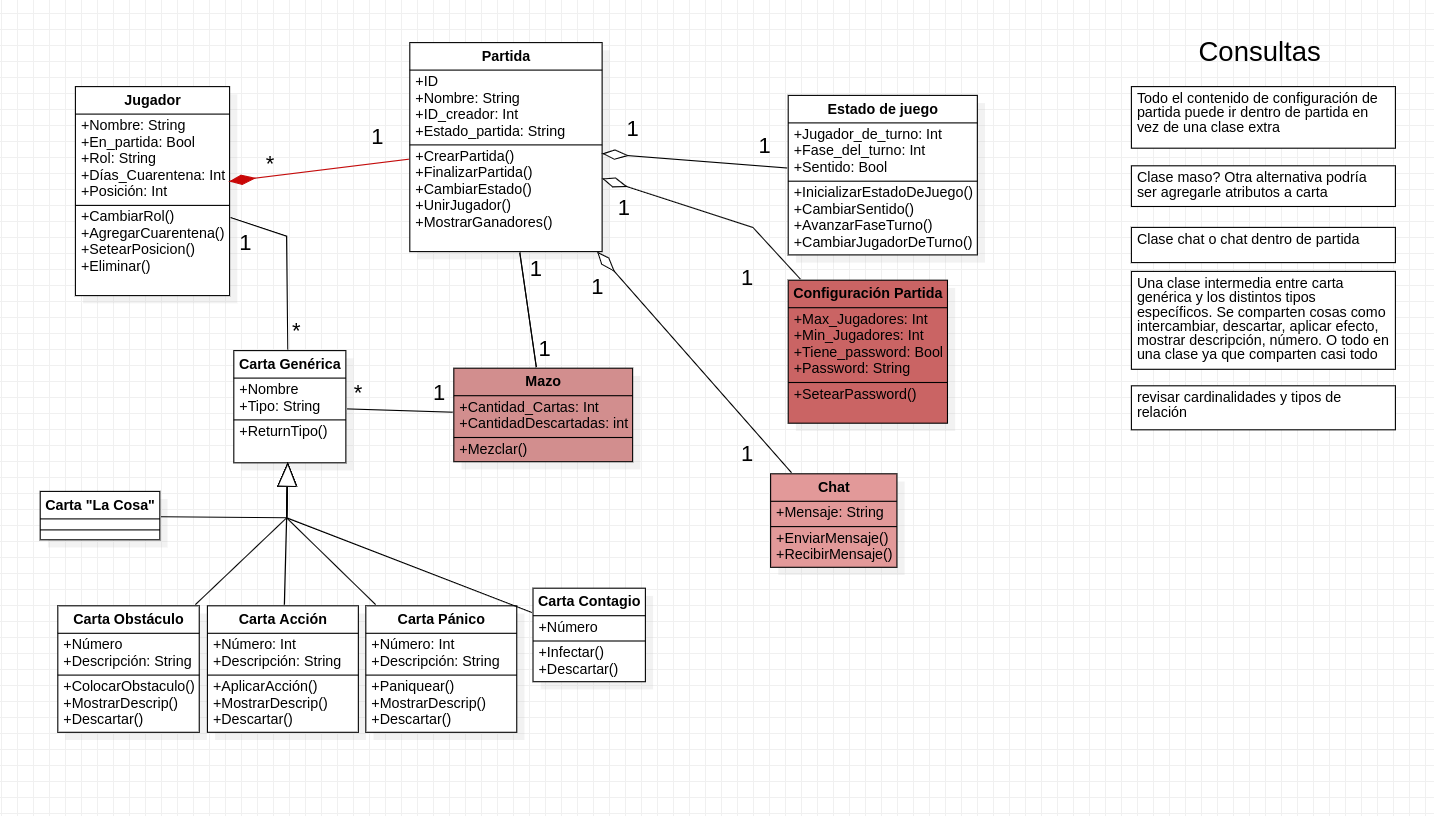 Consultas
Todo el contenido de configuración de
partida puede ir dentro de partida en
vez de una clase extra
Clase maso? Otra alternativa podría
ser agregarle atributos a carta
Clase chat o chat dentro de partida
Una clase intermedia entre carta
genérica y los distintos tipos
específicos. Se comparten cosas como
intercambiar, descartar, aplicar efecto,
mostrar descripción, número. O todo en
una clase ya que comparten casi todo
revisar cardinalidades y tipos de
relación
Partida
+ID
+Nombre: String
+ID_creador: Int
+Estado_partida: String
+CrearPartida()
+FinalizarPartida()
+CambiarEstado()
+UnirJugador()
+MostrarGanadores()
Jugador
+Nombre: String
+En_partida: Bool
+Rol: String
+Días_Cuarentena: Int
+Posición: Int
+CambiarRol()
+AgregarCuarentena()
+SetearPosicion()
+Eliminar()
*
1
1
*
Estado de juego
+Jugador_de_turno: Int
+Fase_del_turno: Int
+Sentido: Bool
+InicializarEstadoDeJuego()
+CambiarSentido()
+AvanzarFaseTurno()
+CambiarJugadorDeTurno()
1
1
1
1
1
1
1
1
Configuración Partida
+Max_Jugadores: Int
+Min_Jugadores: Int
+Tiene_password: Bool
+Password: String
+SetearPassword()
Carta Genérica
+Nombre
+Tipo: String
+ReturnTipo()
*
1
Mazo
+Cantidad_Cartas: Int
+CantidadDescartadas: int
+Mezclar()
Chat
+Mensaje: String
+EnviarMensaje()
+RecibirMensaje()
Carta "La Cosa"
Carta Obstáculo
+Número
+Descripción: String
+ColocarObstaculo()
+MostrarDescrip()
+Descartar()
Carta Acción
+Número: Int
+Descripción: String
+AplicarAcción()
+MostrarDescrip()
+Descartar()
Carta Pánico
+Número: Int
+Descripción: String
+Paniquear()
+MostrarDescrip()
+Descartar()
Carta Contagio
+Número
+Infectar()
+Descartar()